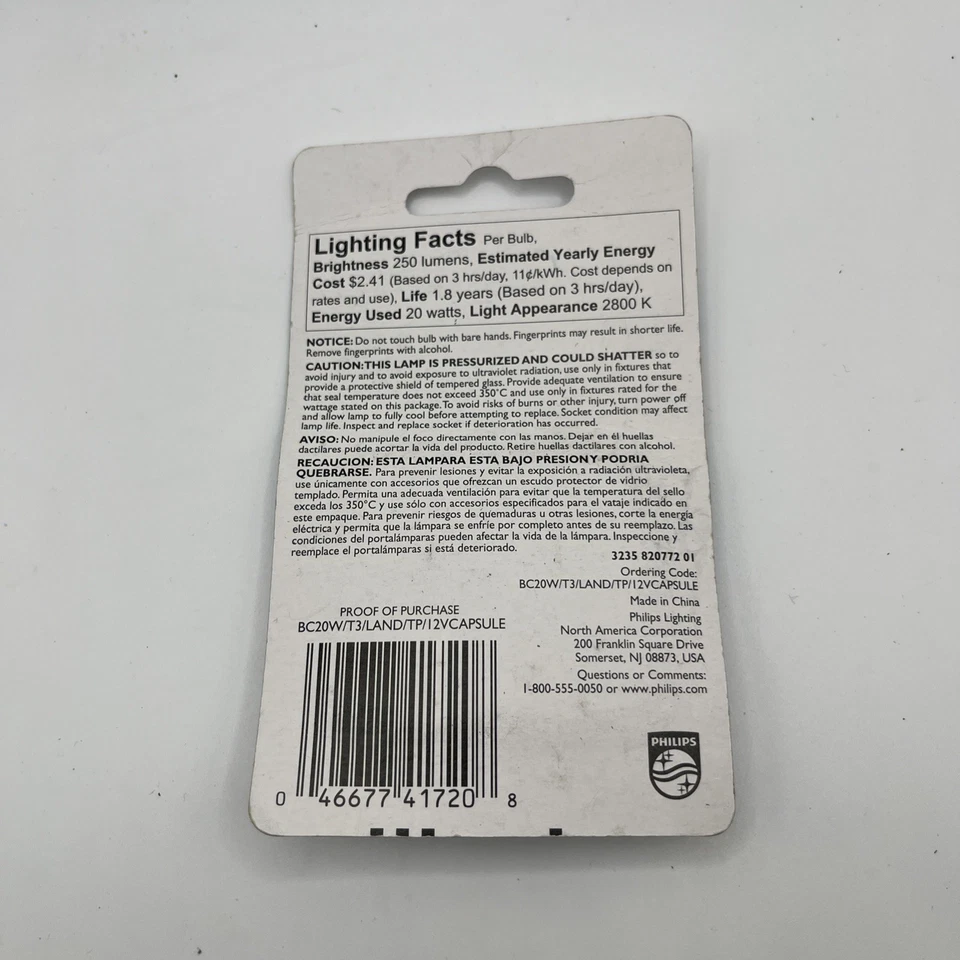 Lighting Facts Per Bulb,
Brightness 250 lumens, Estimated Yearly Energy
Cost $2.41 (Based on 3 hrs/day, 11¢/kWh. Cost depends on
rates and use), Life 1.8 years (Based on 3 hrs/day),
Energy Used 20 watts, Light Appearance 2800 K
NOTICE: Do not touch bulb with bare hands. Fingerprints may result in shorter life.
Remove fingerprints with alcohol.
CAUTION: THIS LAMP IS PRESSURIZED AND COULD SHATTER so to
avoid injury and to avoid exposure to ultraviolet radiation, use only in fixtures that
provide a protective shield of tempered glass. Provide adequate ventilation to ensure
that seal temperature does not exceed 350°C and use only in fixtures rated for the
wattage stated on this package. To avoid risks of burns or other injury, turn power off
and allow lamp to fully cool before attempting to replace. Socket condition may affect
lamp life. Inspect and replace socket if deterioration has occurred.
AVISO: No manipule el foco directamente con las manos. Dejar en él huellas
dactilares puede acortar la vida del producto. Retire huellas dactilares con alcohol.
RECAUCION: ESTA LAMPARA ESTA BAJO PRESION Y PODRIA
QUEBRARSE. Para prevenir lesiones y evitar la exposición a radiación ultravioleta,
use únicamente con accesorios que ofrezcan un escudo protector de vidrio
templado. Permita una adecuada ventilación para evitar que la temperatura del sello
exceda los 350°C y use sólo con accesorios especificados para el vataje indicado en
este empaque. Para prevenir riesgos de quemaduras u otras lesiones, corte la energía
eléctrica y permita que la lámpara se enfríe por completo antes de su reemplazo. Las
condiciones del portalámparas pueden afectar la vida de la lámpara. Inspeccione y
reemplace el portalámparas si está deteriorado.
3235 820772 01
Ordering Code:
BC20W/T3/LAND/TP/12VCAPSULE
Made in China
Philips Lighting
North America Corporation
200 Franklin Square Drive
Somerset, NJ 08873, USA
Questions or Comments:
1-800-555-0050 or www.philips.com
PROOF OF PURCHASE
BC20W/T3/LAND/TP/12VCAPSULE
0 46677 41720 8
PHILIPS